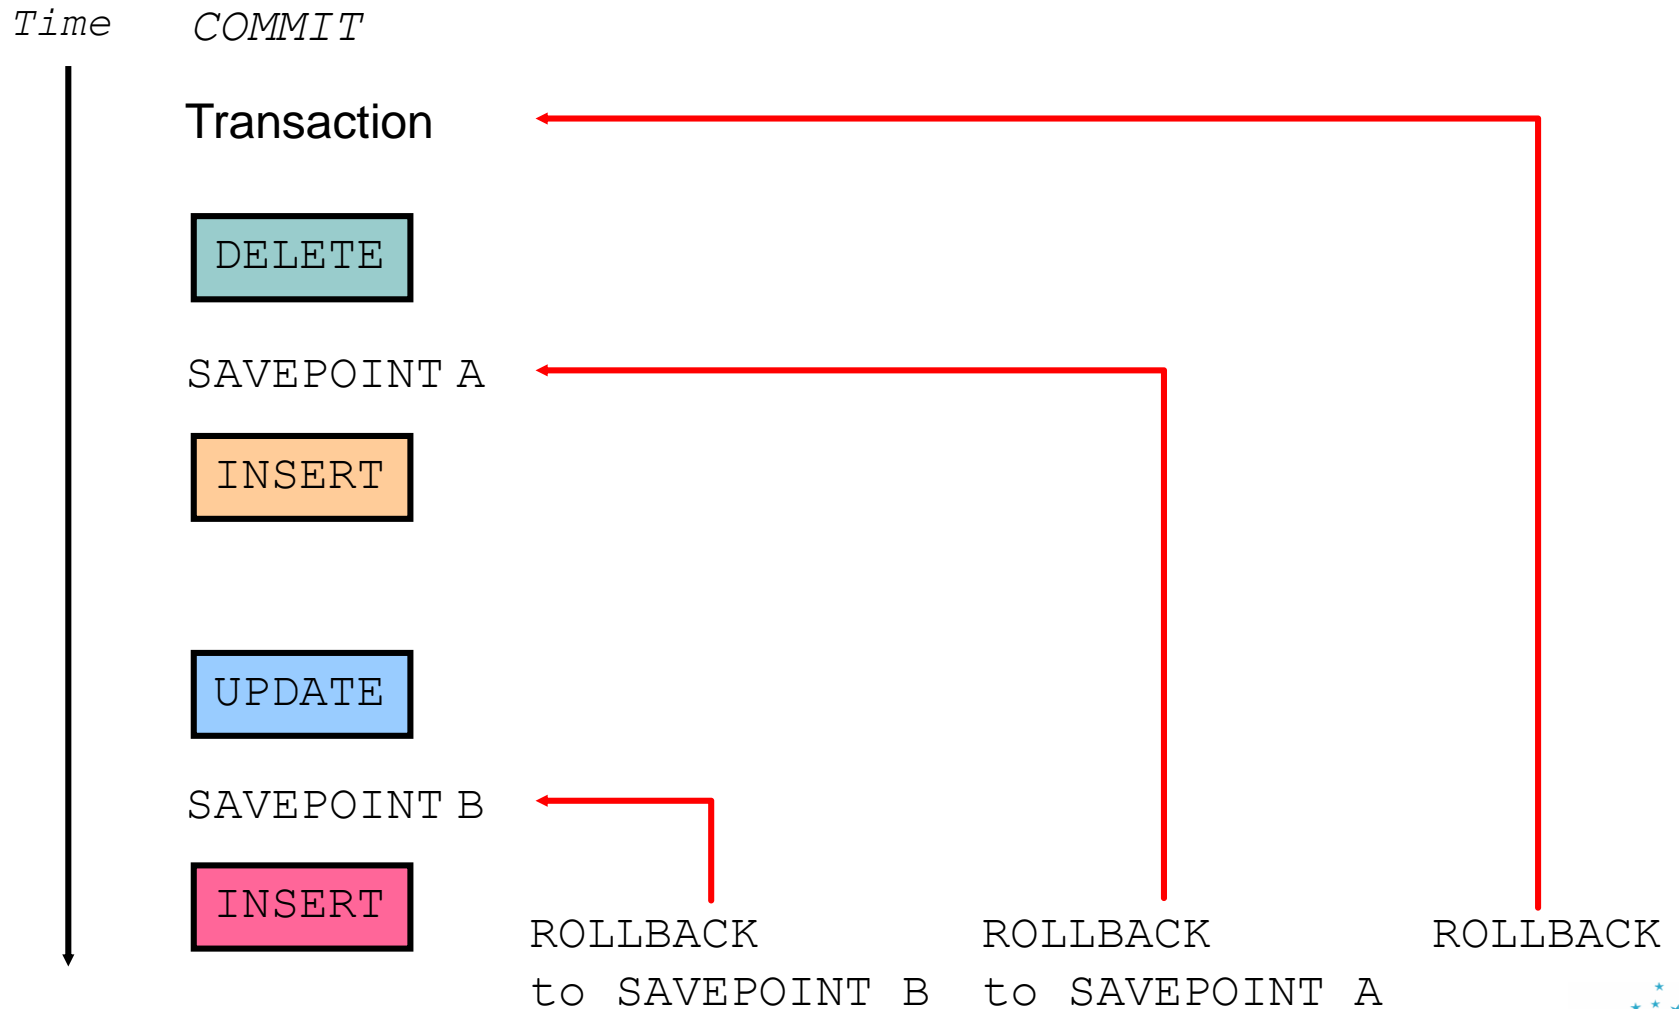 Time COMMIT
Transaction
DELETE
SAVEPOINT A
INSERT
UPDATE
SAVEPOINT B
INSERT
ROLLBACK
to SAVEPOINT B
ROLLBACK
to SAVEPOINT A
ROLLBACK